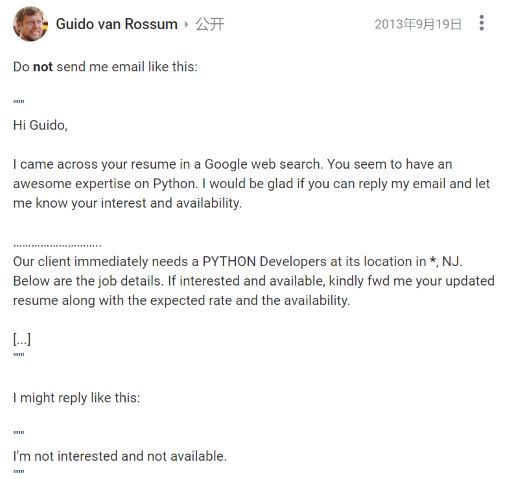 Guido van Rossum ▸ 公开
2013年9月19日
Do not send me email like this:
"""
Hi Guido,
I came across your resume in a Google web search. You seem to have an
awesome expertise on Python. I would be glad if you can reply my email and let
me know your interest and availability.
..............................
Our client immediately needs a PYTHON Developers at its location in *, NJ.
Below are the job details. If interested and available, kindly fwd me your updated
resume along with the expected rate and the availability.
[...]
"""
I might reply like this:
"""
I'm not interested and not available.
"""